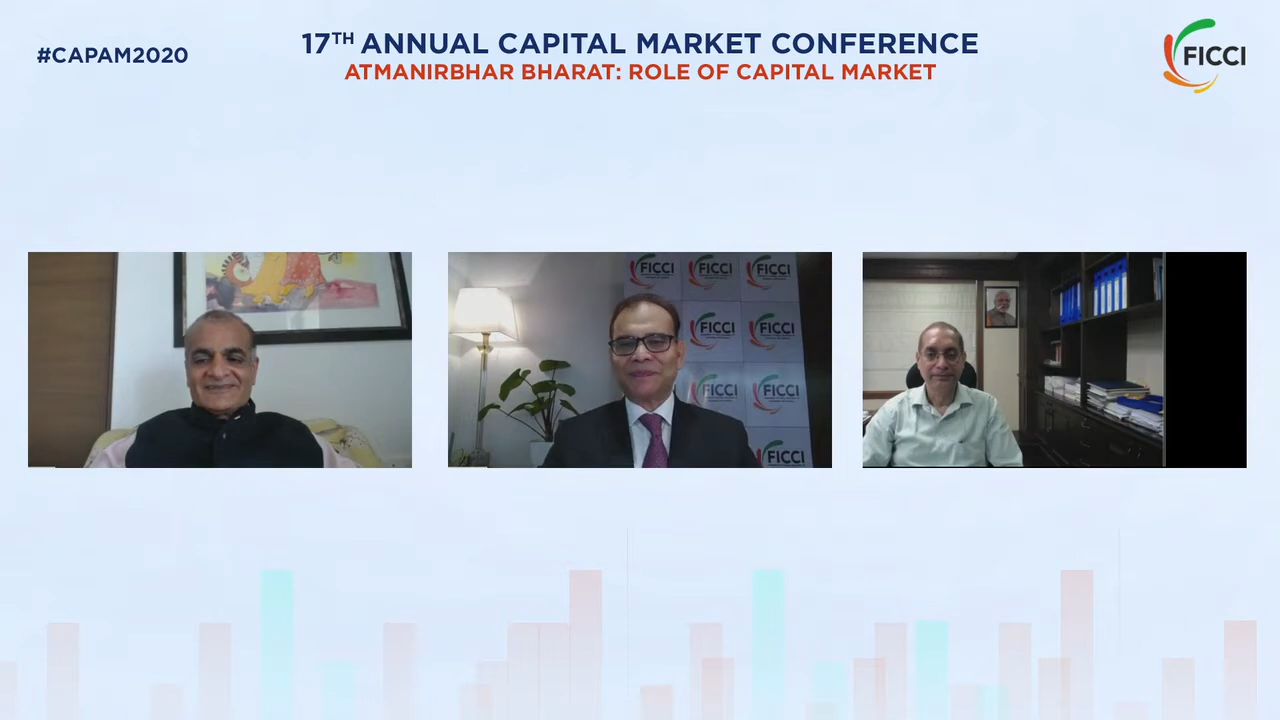 #CAPAM2020
17TH ANNUAL CAPITAL MARKET CONFERENCE
ATMANIRBHAR BHARAT: ROLE OF CAPITAL MARKET
FICCI
FICCI FICCI FICCI
FICCI FICCI
FICCI FICCI
FICCI